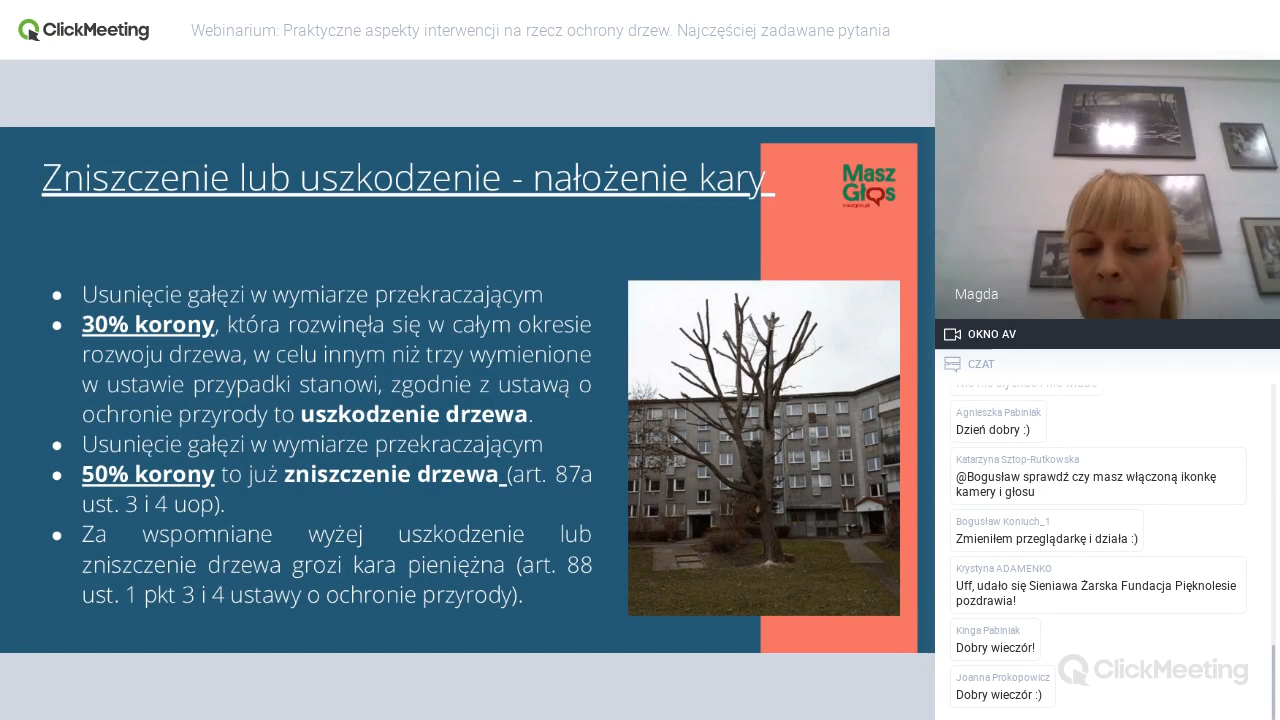 ClickMeeting
Webinarium: Praktyczne aspekty interwencji na rzecz ochrony drzew. Najczęściej zadawane pytania
Zniszczenie lub uszkodzenie - nałożenie kary
Masz
Głos
• Usunięcie gałęzi w wymiarze przekraczającym
• 30% korony, która rozwinęła się w całym okresie
rozwoju drzewa, w celu innym niż trzy wymienione
w ustawie przypadki stanowi, zgodnie z ustawą o
ochronie przyrody to uszkodzenie drzewa.
• Usunięcie gałęzi w wymiarze przekraczającym
• 50% korony to już zniszczenie drzewa (art. 87a
ust. 3 i 4 uop).
• Za wspomniane wyżej uszkodzenie lub
zniszczenie drzewa grozi kara pieniężna (art. 88
ust. 1 pkt 3 i 4 ustawy o ochronie przyrody).
Magda
OKNO AV
CZAT
Agnieszka Pabiniak
Dzień dobry :)
Katarzyna Sztop-Rutkowska
@Bogusław sprawdź czy masz włączoną ikonkę
kamery i głosu
Bogusław Koniuch_1
Zmieniłem przeglądarkę i działa :)
Krystyna ADAMENKO
Uff, udało się Sieniawa Żarska Fundacja Pięknolesie
pozdrawia!
Kinga Pabiniak
Dobry wieczór!
Joanna Prokopowicz
Dobry wieczór :)
ClickMeeting